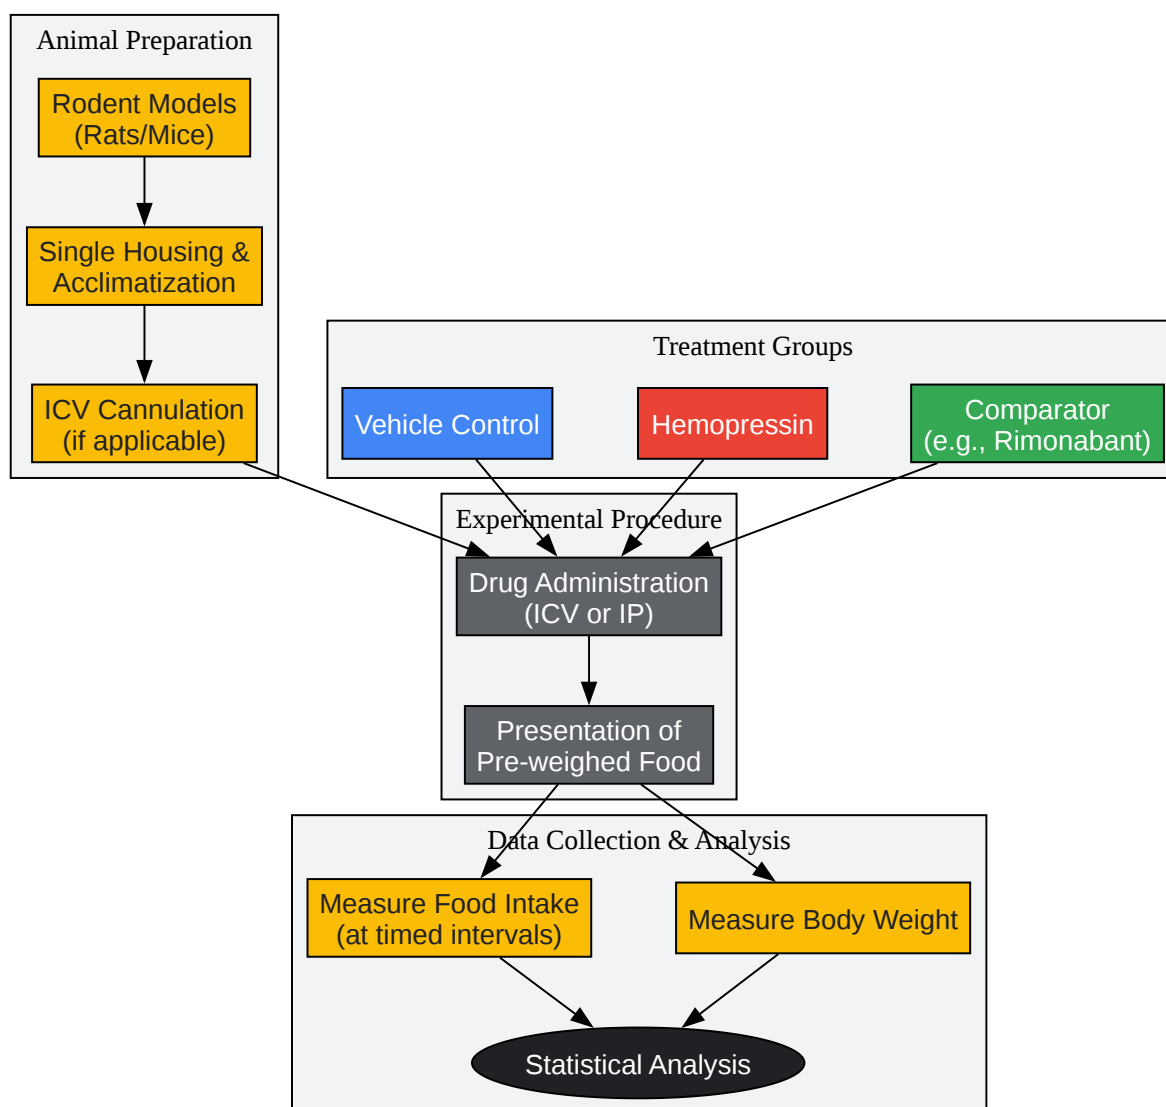 Animal Preparation
Rodent Models
(Rats/Mice)
Single Housing &
Acclimatization
ICV Cannulation
(if applicable)
Treatment Groups
Vehicle Control
Hemopressin
Comparator
(e.g., Rimonabant)
Experimental Procedure
Drug Administration
(ICV or IP)
Presentation of
Pre-weighed Food
Data Collection & Analysis
Measure Food Intake
(at timed intervals)
Measure Body Weight
Statistical Analysis